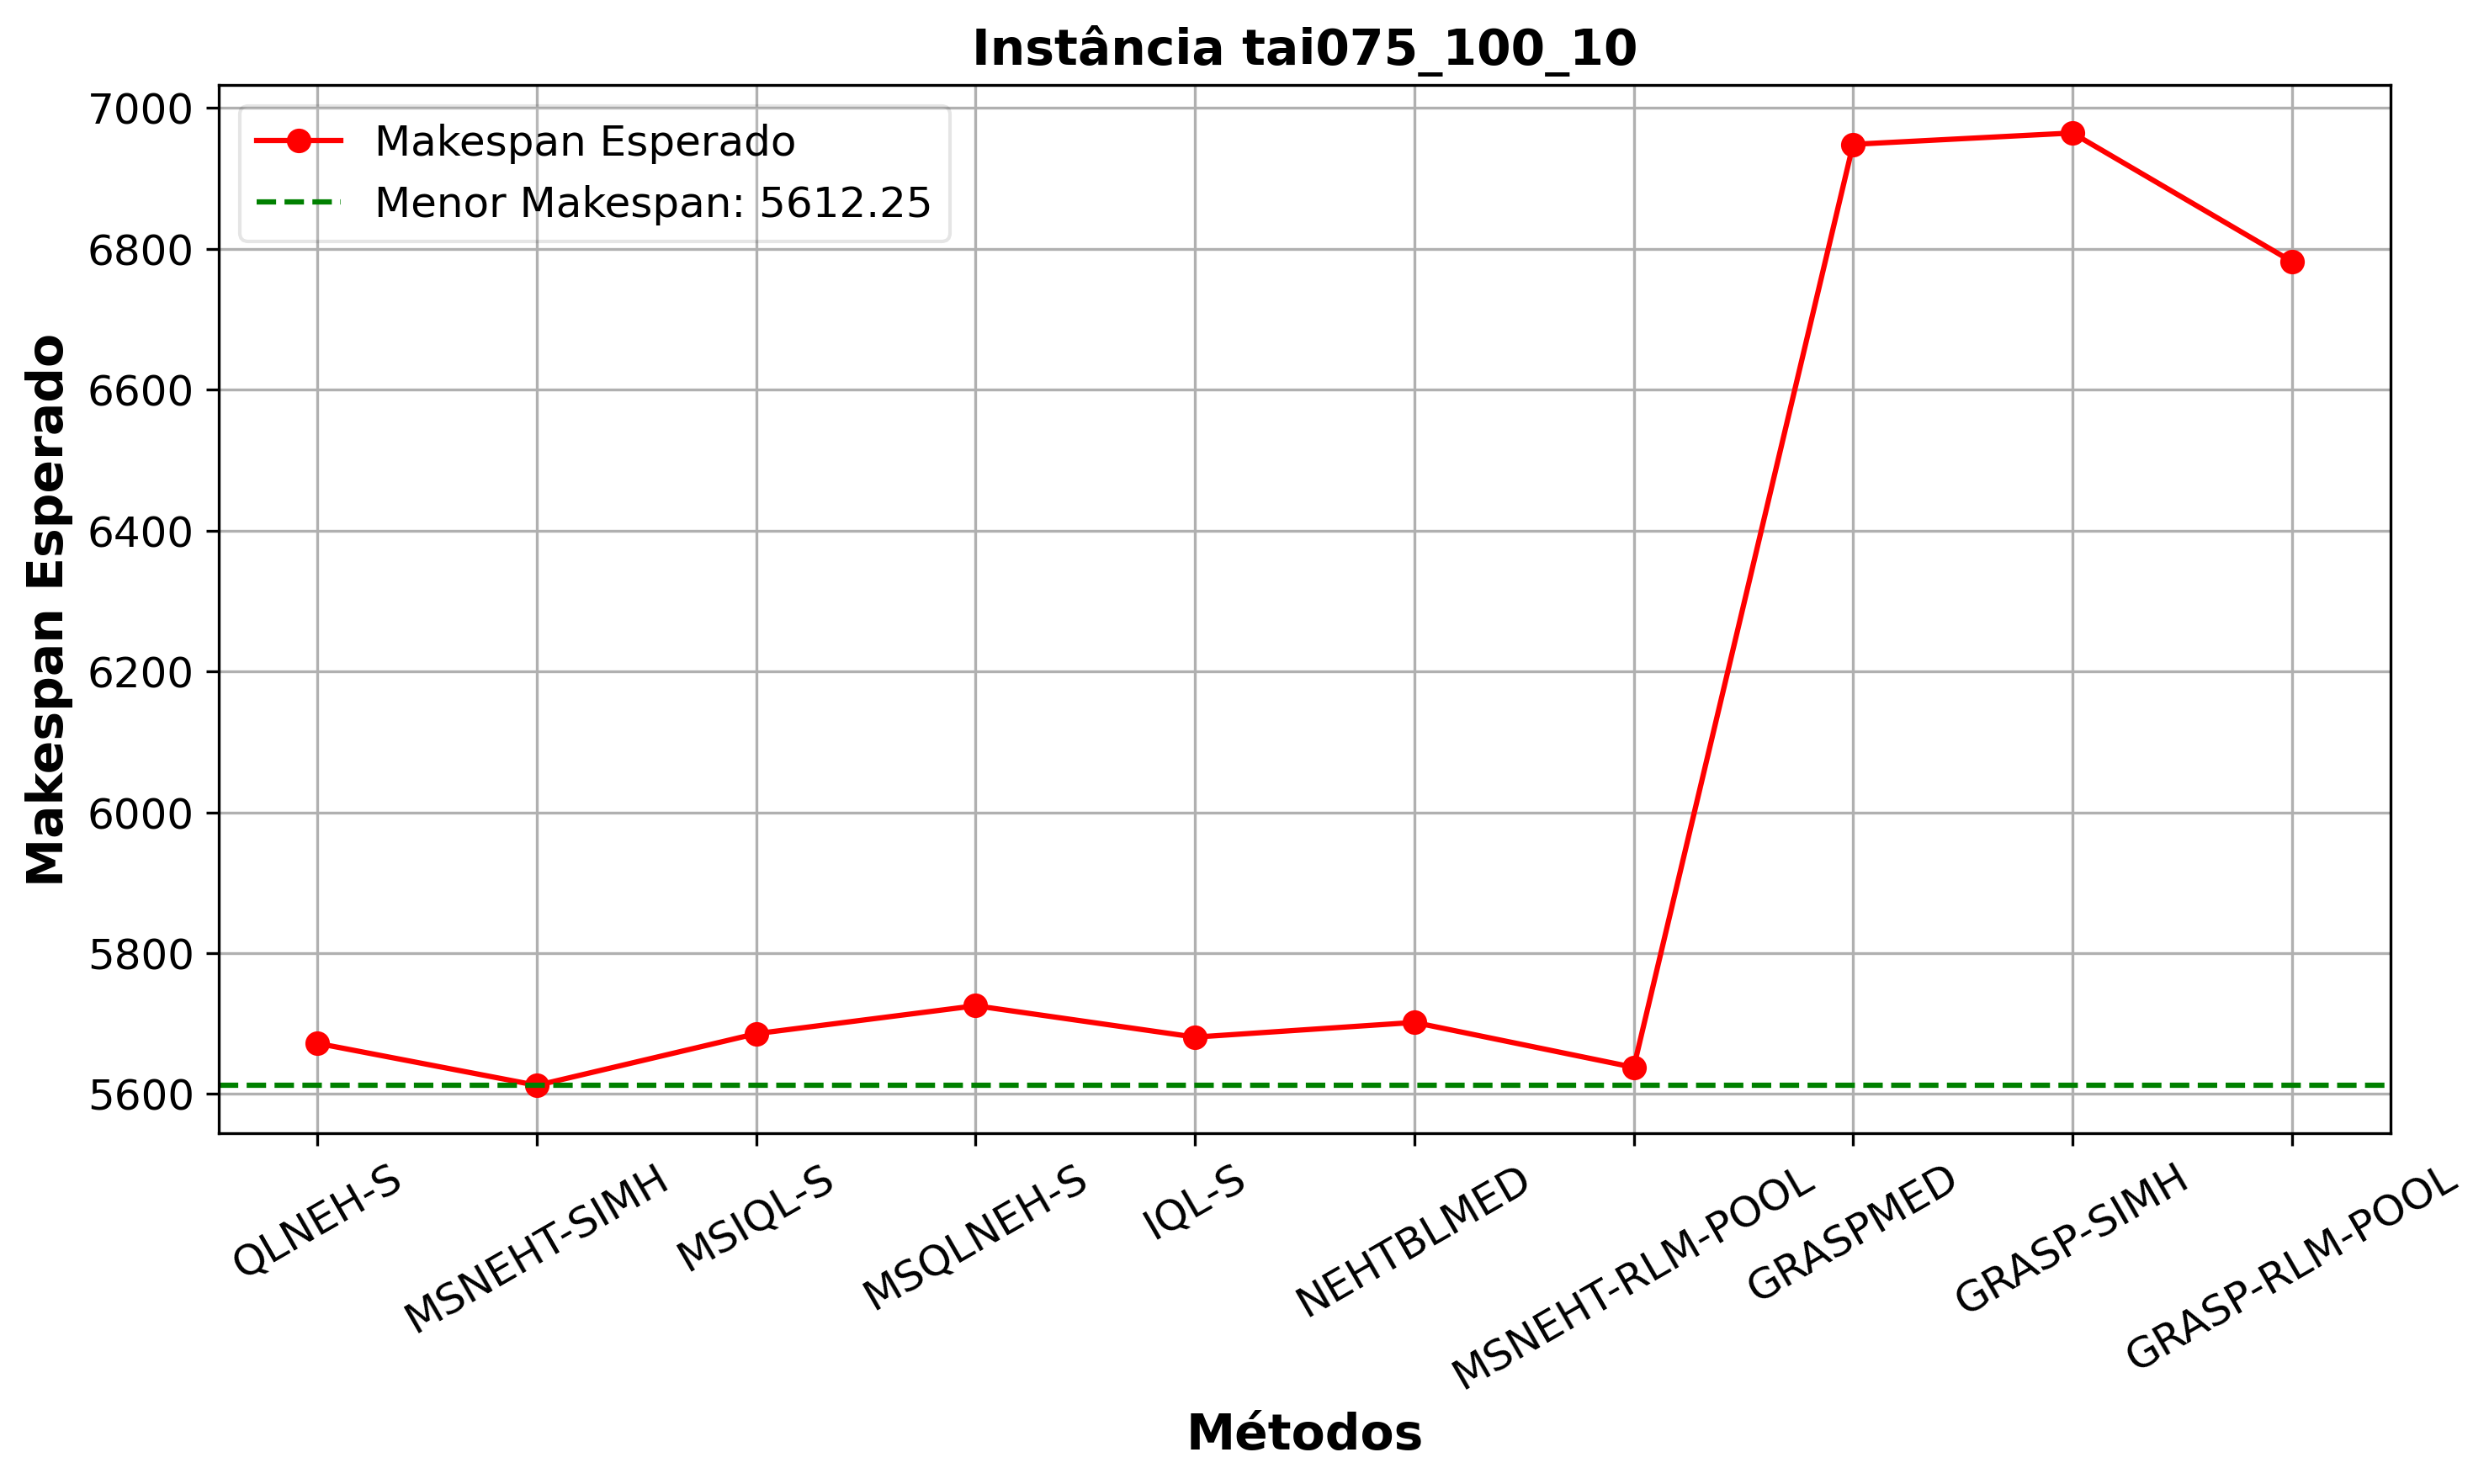 Instância tai075_100_10
Makespan Esperado
Menor Makespan: 5612.25
Makespan Esperado
7000
6800
6600
6400
6200
6000
5800
5600
QLNEH-S
MSNEHT-SIMH
MSIQL-S
MSQLNEH-S
IQL-S
NEHTBLMED
MSNEHT-RLM-POOL
GRASPMED
GRASP-SIMH
GRASP-RLM-POOL
Métodos